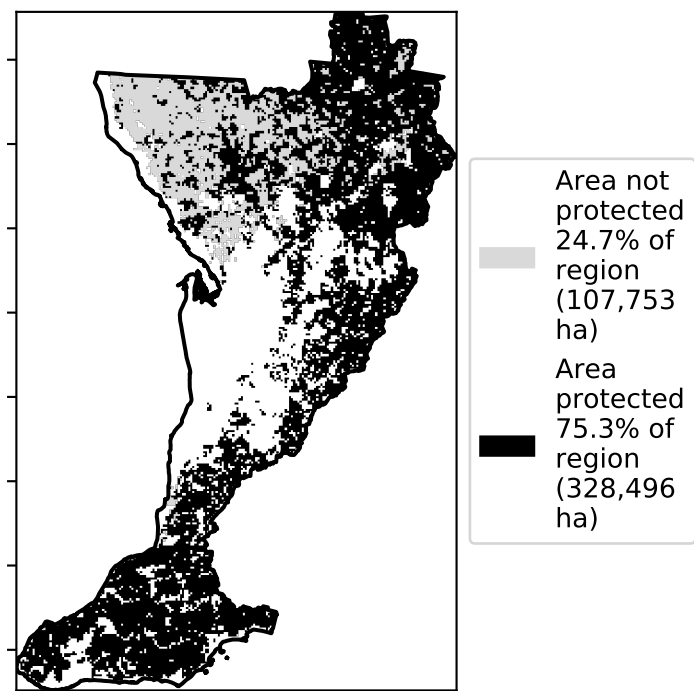 Area not
protected
24.7% of
region
(107,753
ha)
Area
protected
75.3% of
region
(328,496
ha)